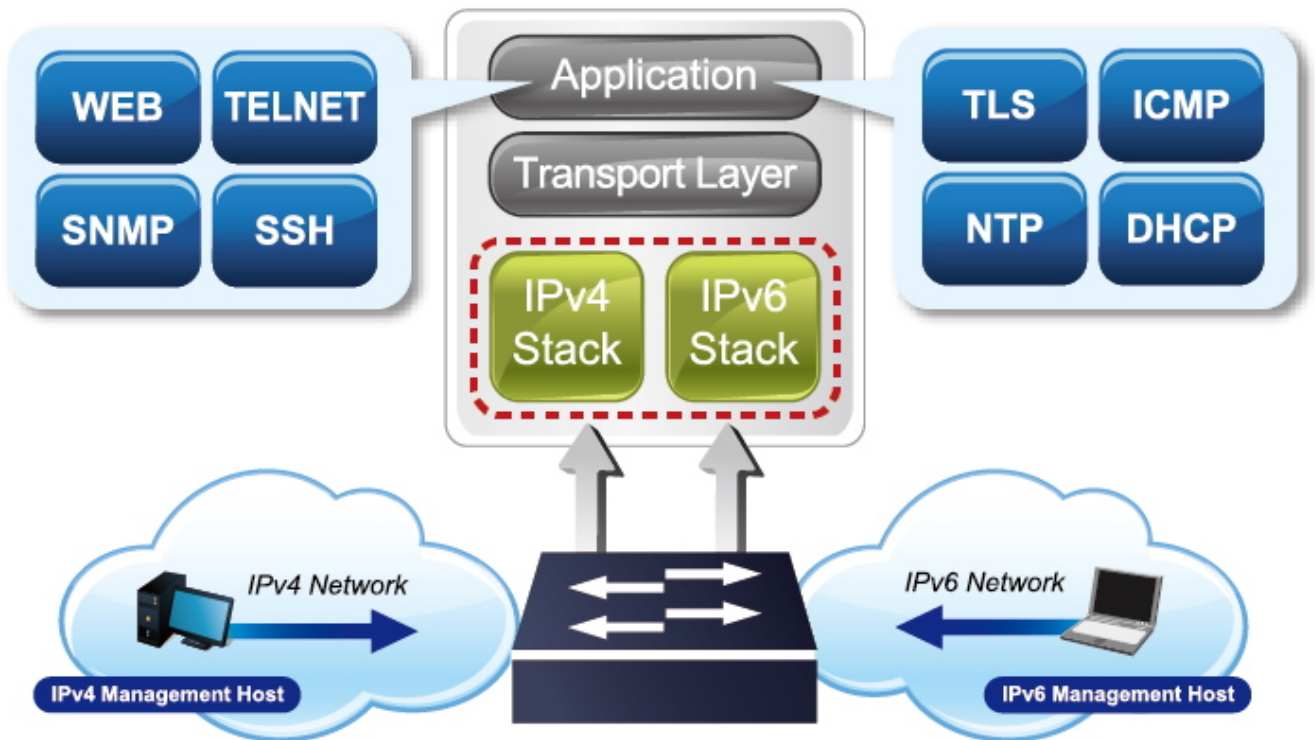 WEB
TELNET
SNMP
SSH
Application
Transport Layer
IPv4
Stack
IPv6
Stack
TLS
ICMP
NTP
DHCP
IPv4 Network
IPv4 Management Host
IPv6 Network
IPv6 Management Host